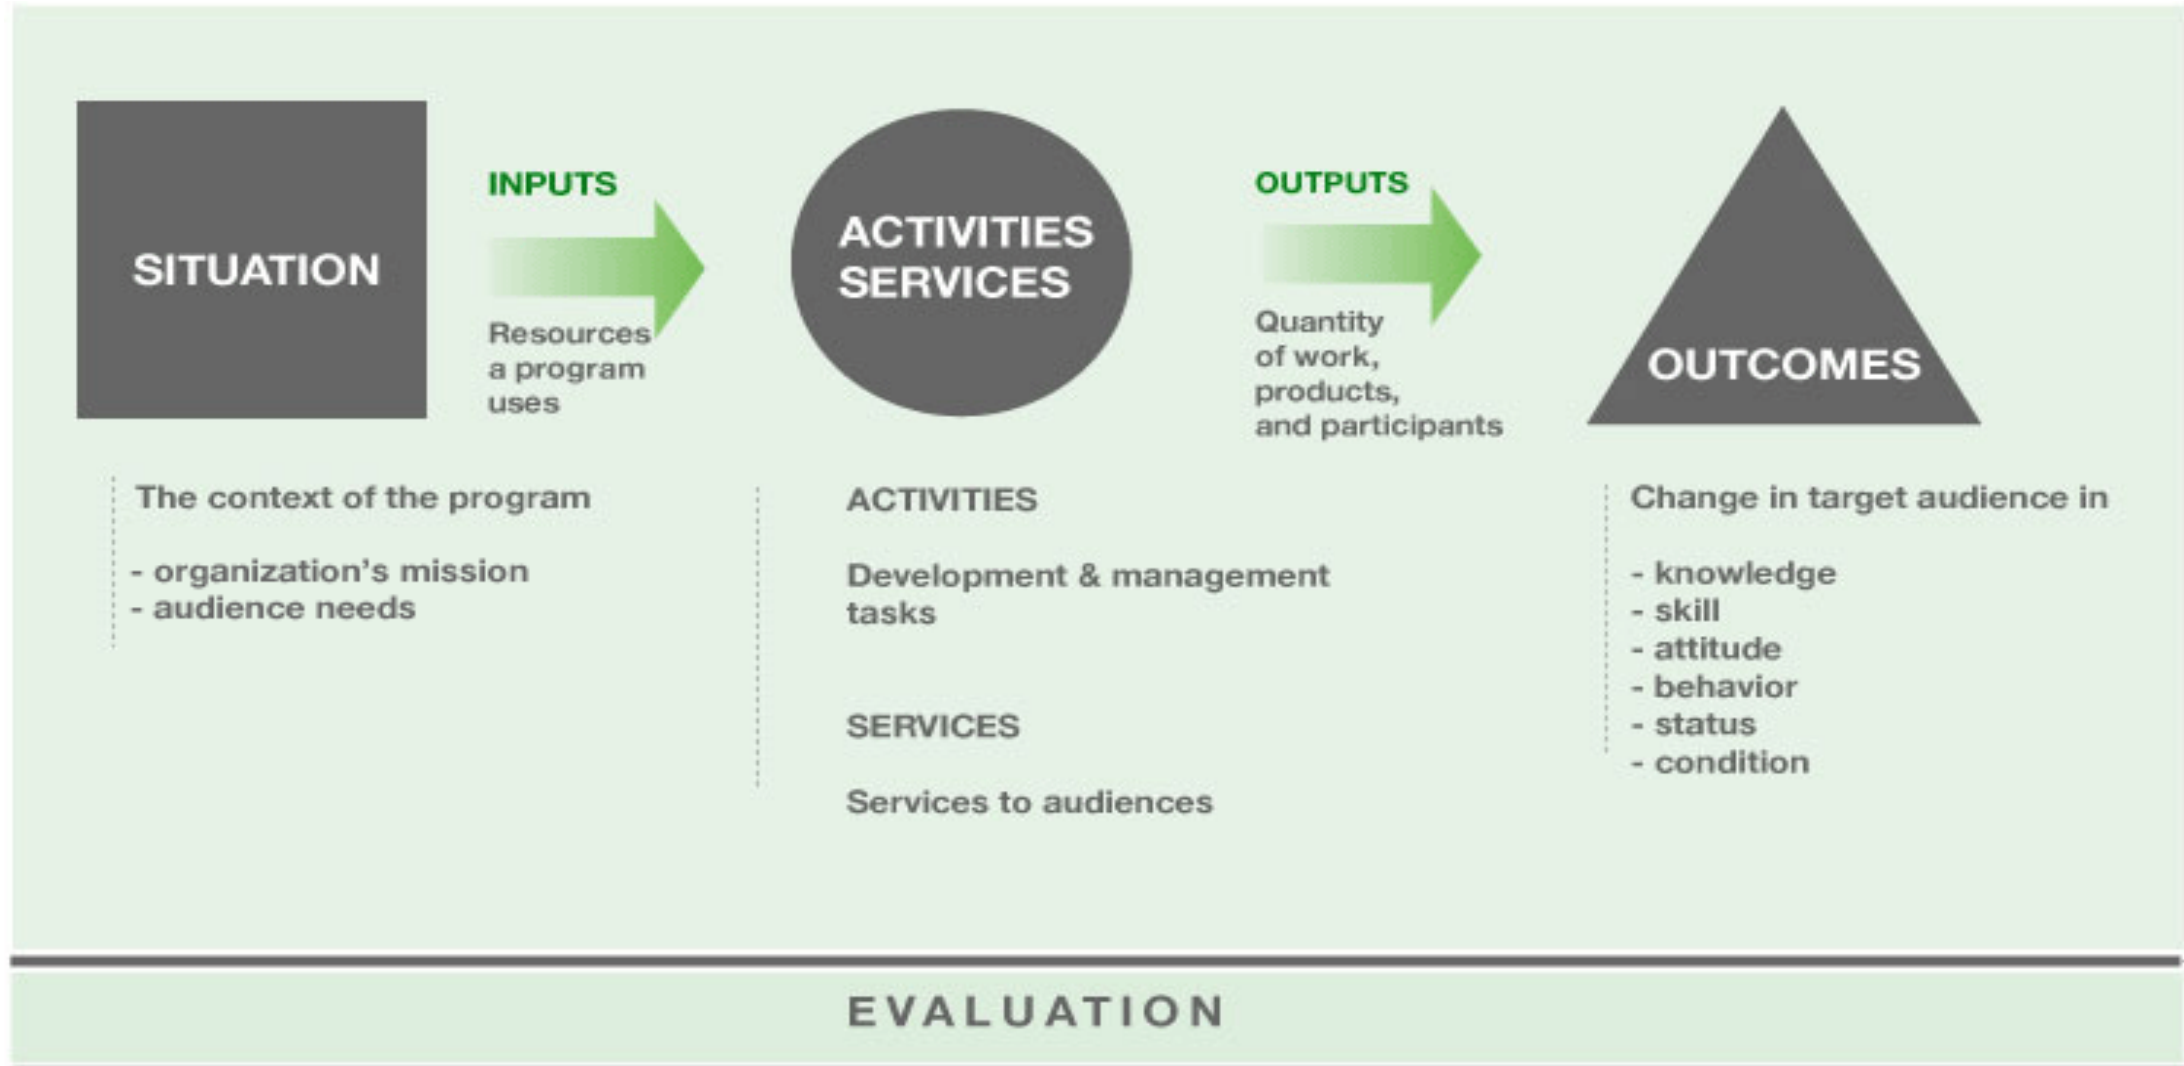 SITUATION
INPUTS
Resources
a program
uses
ACTIVITIES
SERVICES
OUTPUTS
Quantity
of work,
products,
and participants
OUTCOMES
The context of the program
- organization’s mission
- audience needs
ACTIVITIES
Development & management
tasks
SERVICES
Services to audiences
Change in target audience in
- knowledge
- skill
- attitude
- behavior
- status
- condition
EVALUATION